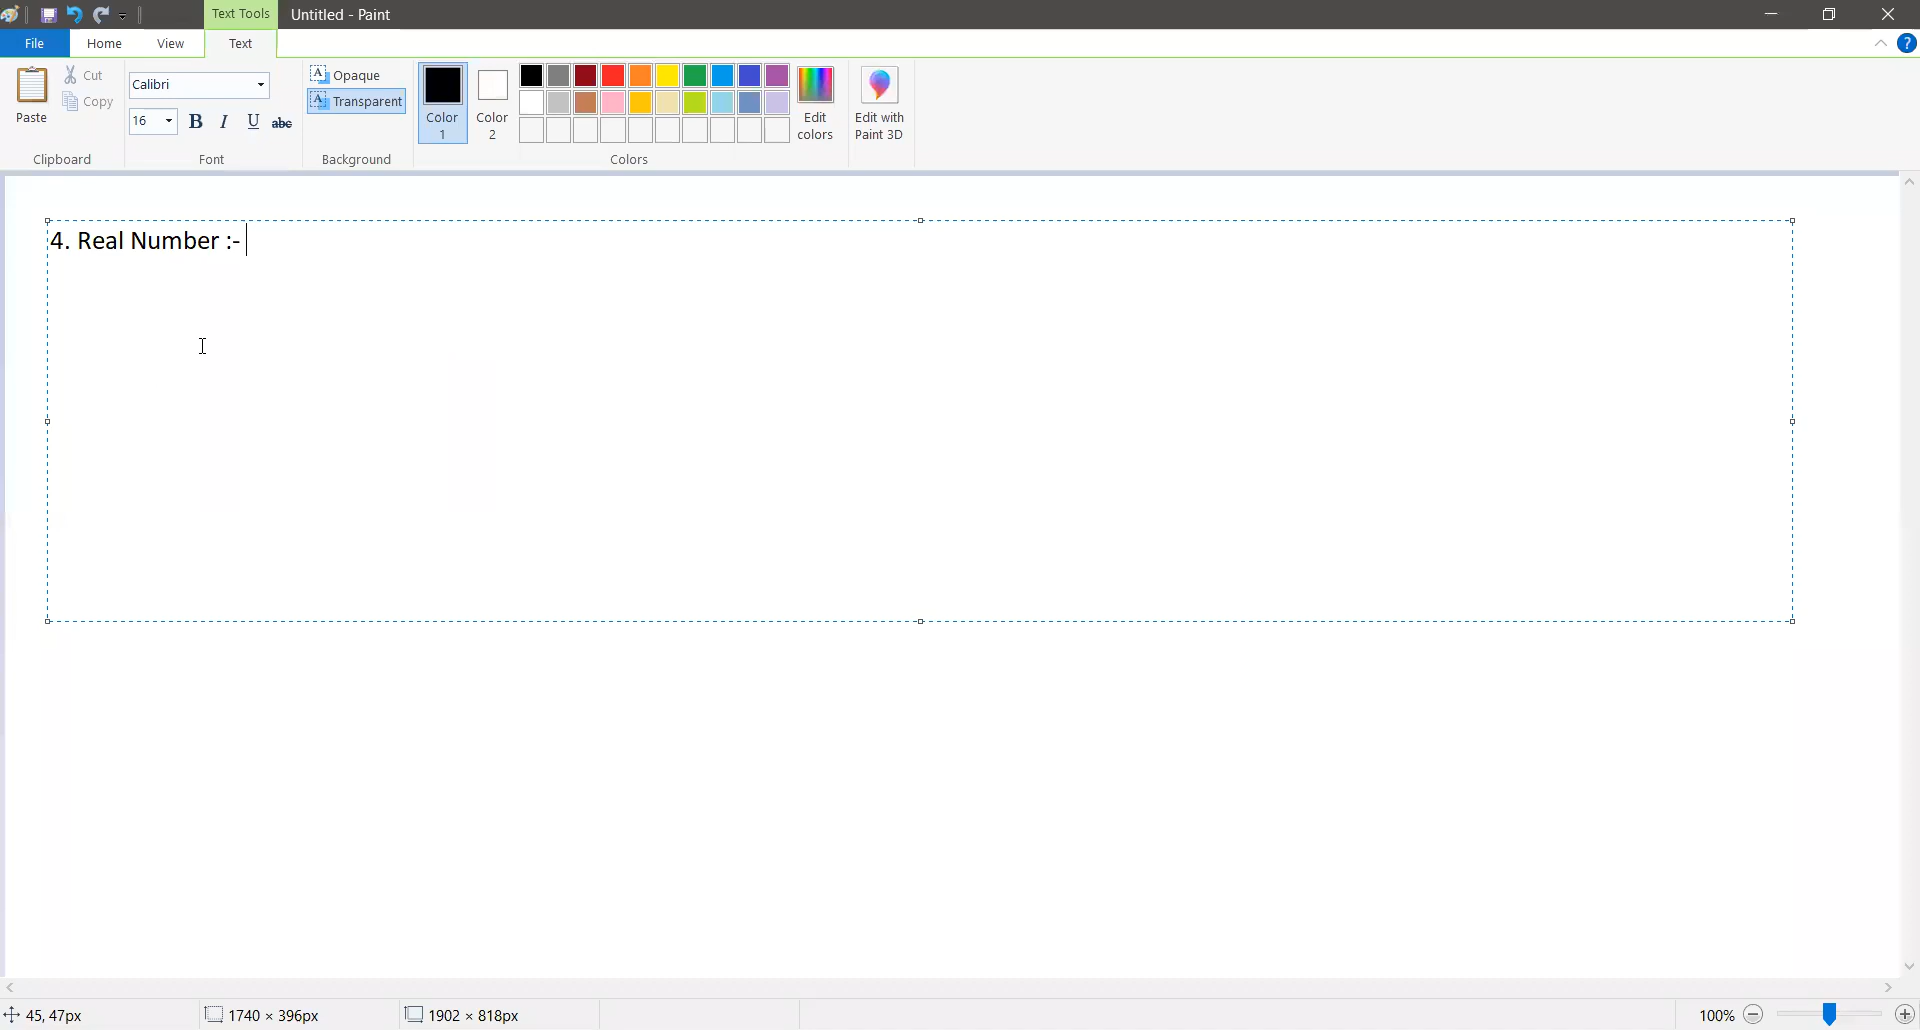 Text Tools
Untitled - Paint
File
Home
View
Text
Paste
Cut
Copy
Clipboard
Calibri
16
B
I
U
abc
Font
A Opaque
A Transparent
Background
Color 1
Color 2
Colors
Edit colors
Edit with Paint 3D
?
4. Real Number :-
45, 47px
1740 × 396px
1902 × 818px
100%